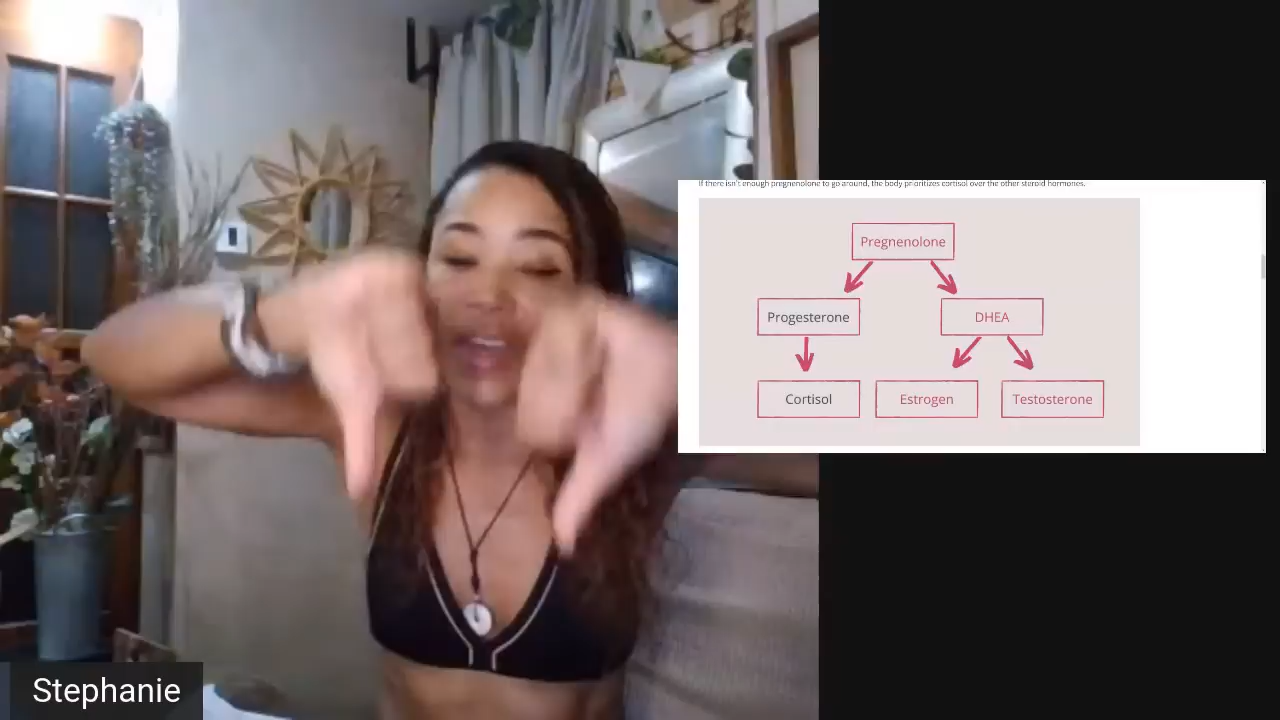 If there isn't enough pregnenolone to go around, the body prioritizes cortisol over the other steroid hormones.
Pregnenolone
Progesterone DHEA
Cortisol Estrogen Testosterone
Stephanie